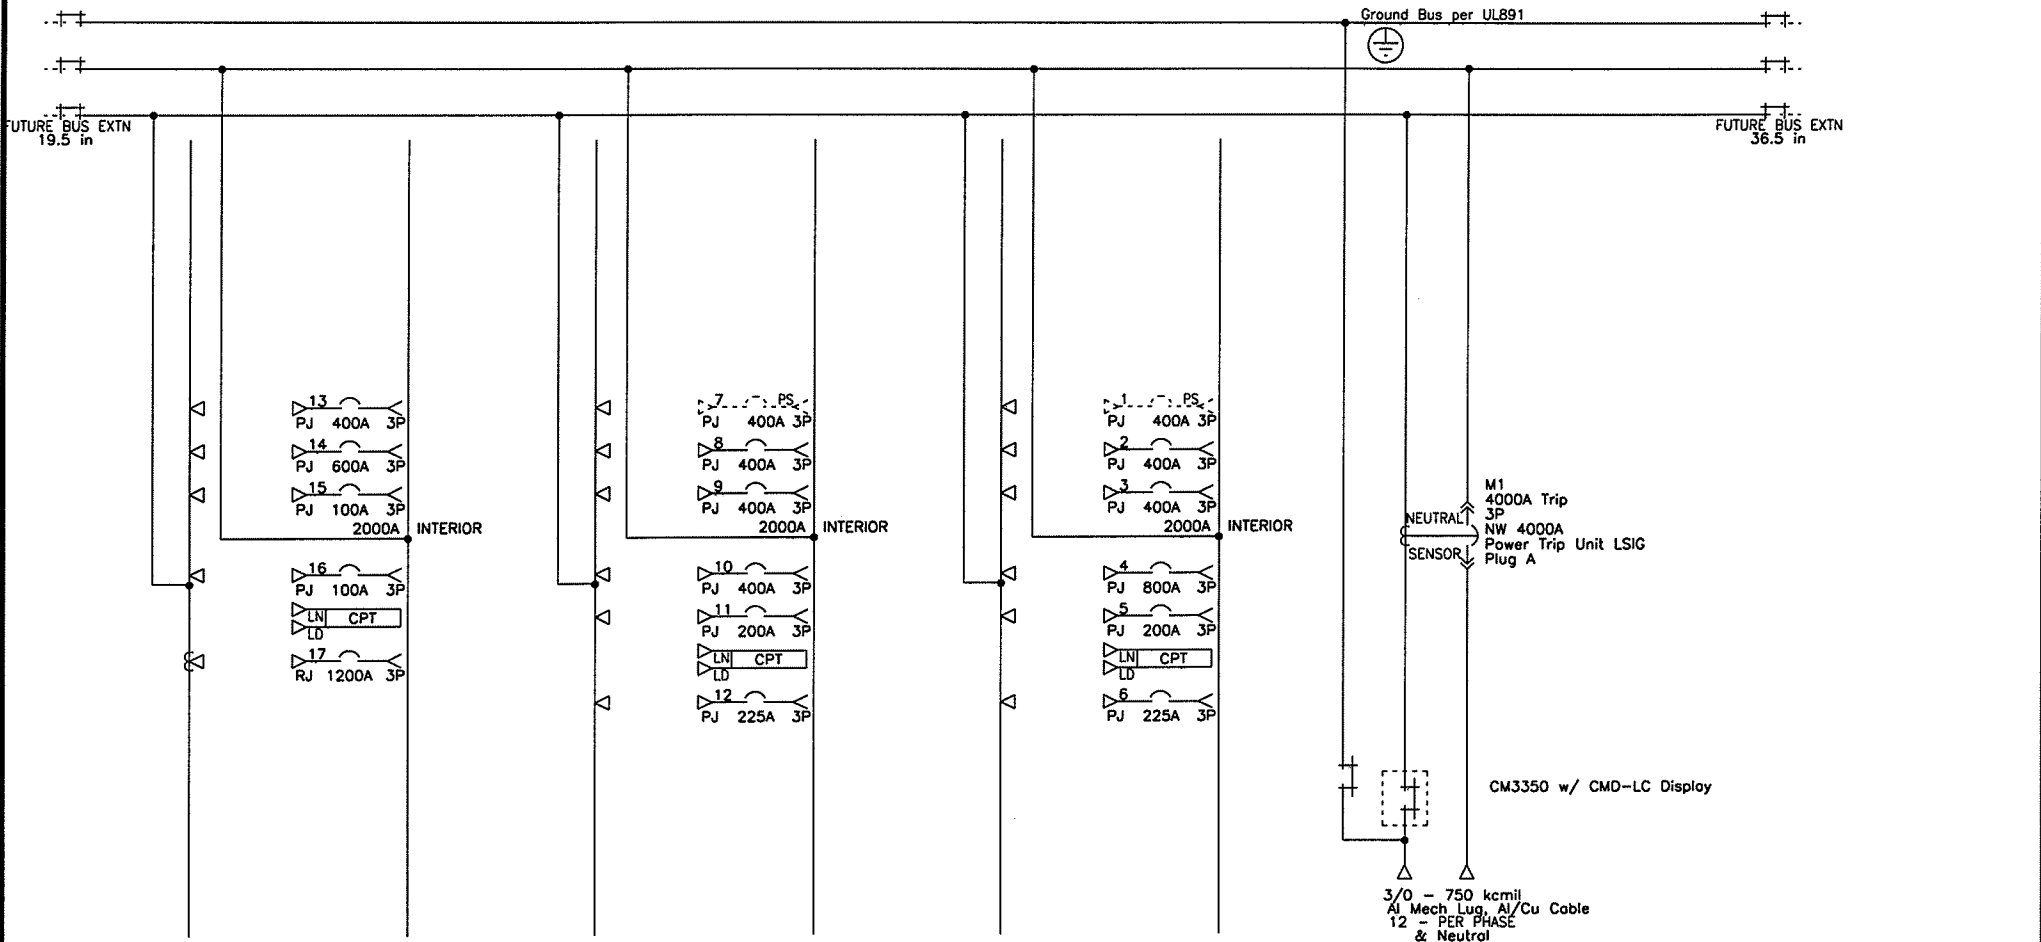 Ground Bus per UL891
FUTURE BUS EXTN
19.5 in
FUTURE BUS EXTN
36.5 in
13
PJ 400A 3P
14
PJ 600A 3P
15
PJ 100A 3P
2000A INTERIOR
16
PJ 100A 3P
LN CPT
LD
17
RJ 1200A 3P
7 PS
PJ 400A 3P
8
PJ 400A 3P
9
PJ 400A 3P
2000A INTERIOR
10
PJ 400A 3P
11
PJ 200A 3P
LN CPT
LD
12
PJ 225A 3P
1 PS
PJ 400A 3P
2
PJ 400A 3P
3
PJ 400A 3P
2000A INTERIOR
4
PJ 800A 3P
5
PJ 200A 3P
LN CPT
LD
6
PJ 225A 3P
NEUTRAL
SENSOR
M1
4000A Trip
3P
NW 4000A
Power Trip Unit LSIG
Plug A
CM3350 w/ CMD-LC Display
3/0 - 750 kcmil
Al Mech Lug, Al/Cu Cable
12 - PER PHASE
& Neutral